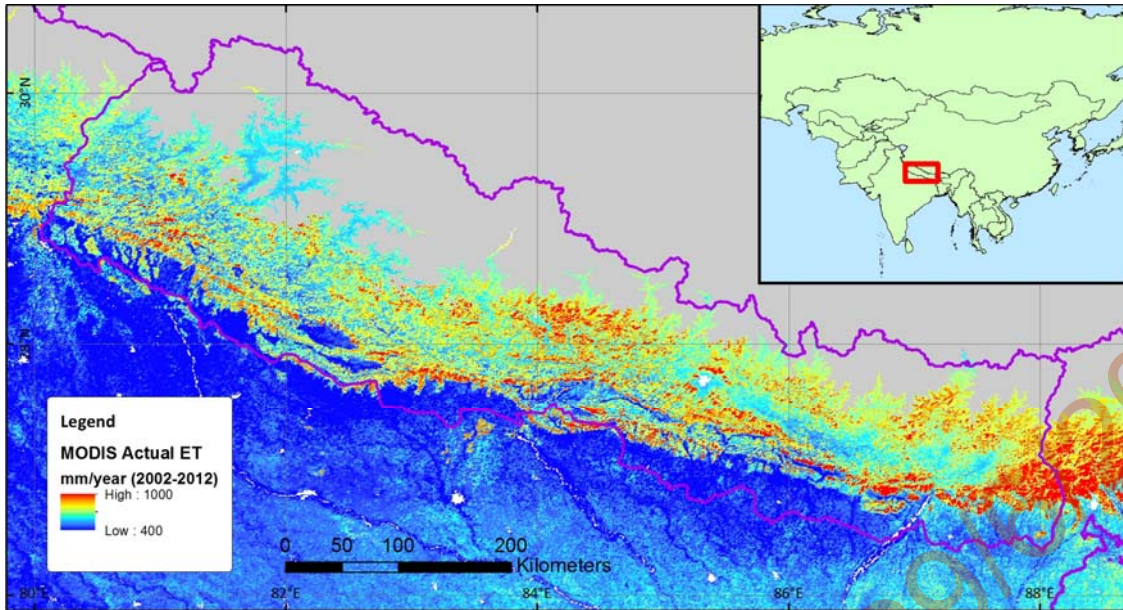 30°N
28°N
Legend
MODIS Actual ET
mm/year (2002-2012)
High : 1000
Low : 400
0 50 100 200
Kilometers
80°E 82°E 84°E 86°E 88°E